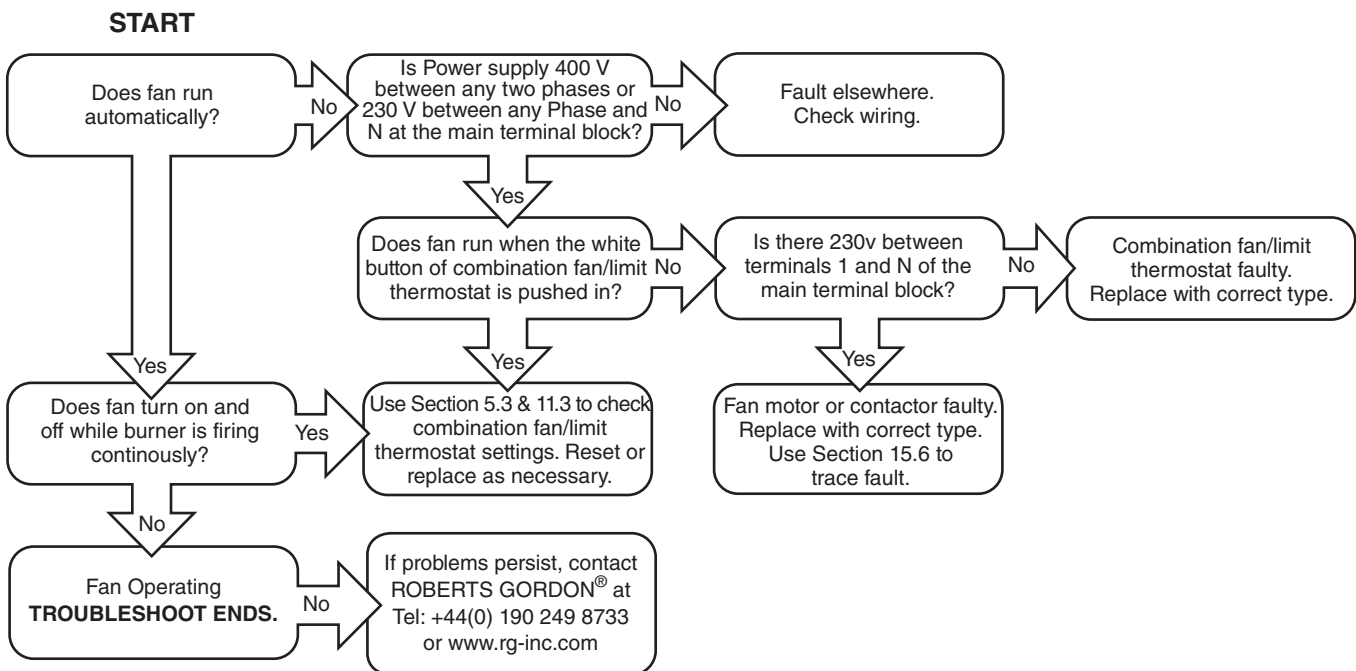 START
Does fan run
automatically?
No
Is Power supply 400 V
between any two phases or
230 V between any Phase and
N at the main terminal block?
No
Fault elsewhere.
Check wiring.
Yes
Does fan run when the white
button of combination fan/limit
thermostat is pushed in?
No
Is there 230v between
terminals 1 and N of the
main terminal block?
No
Combination fan/limit
thermostat faulty.
Replace with correct type.
Yes
Yes
Yes
Does fan turn on and
off while burner is firing
continously?
Yes
Use Section 5.3 & 11.3 to check
combination fan/limit
thermostat settings. Reset or
replace as necessary.
Fan motor or contactor faulty.
Replace with correct type.
Use Section 15.6 to
trace fault.
No
Fan Operating
TROUBLESHOOT ENDS.
No
If problems persist, contact
ROBERTS GORDON® at
Tel: +44(0) 190 249 8733
or www.rg-inc.com